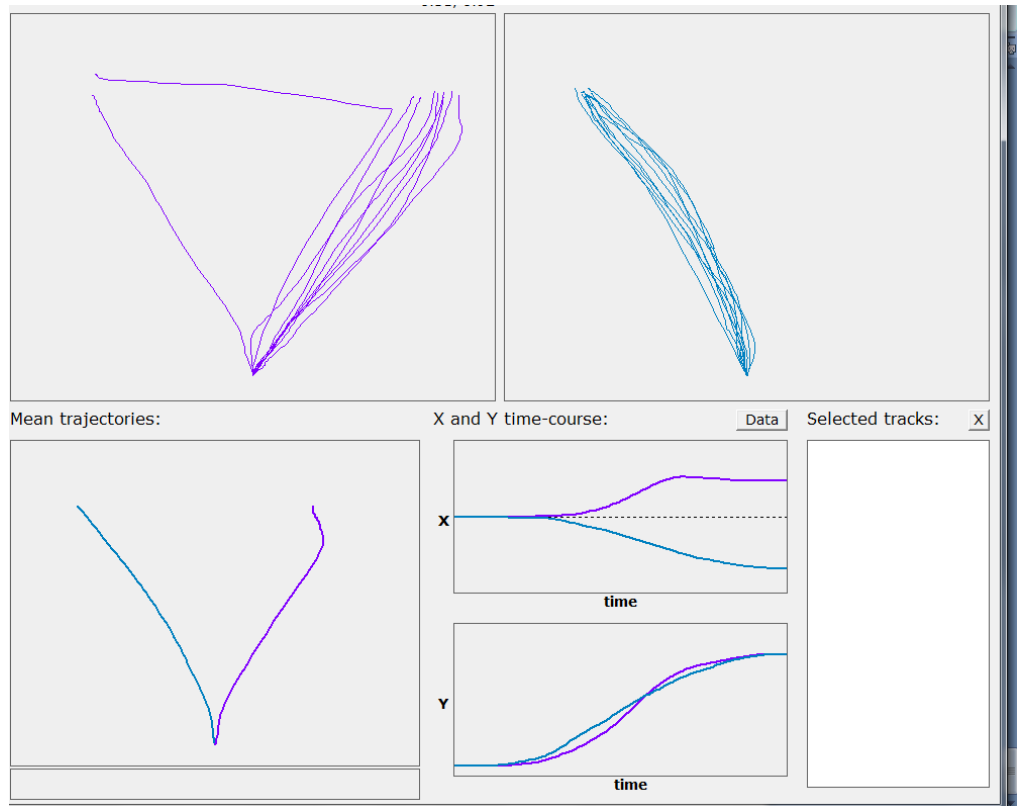 Mean trajectories:
X and Y time-course:
Data
Selected tracks:
X
X
time
Y
time